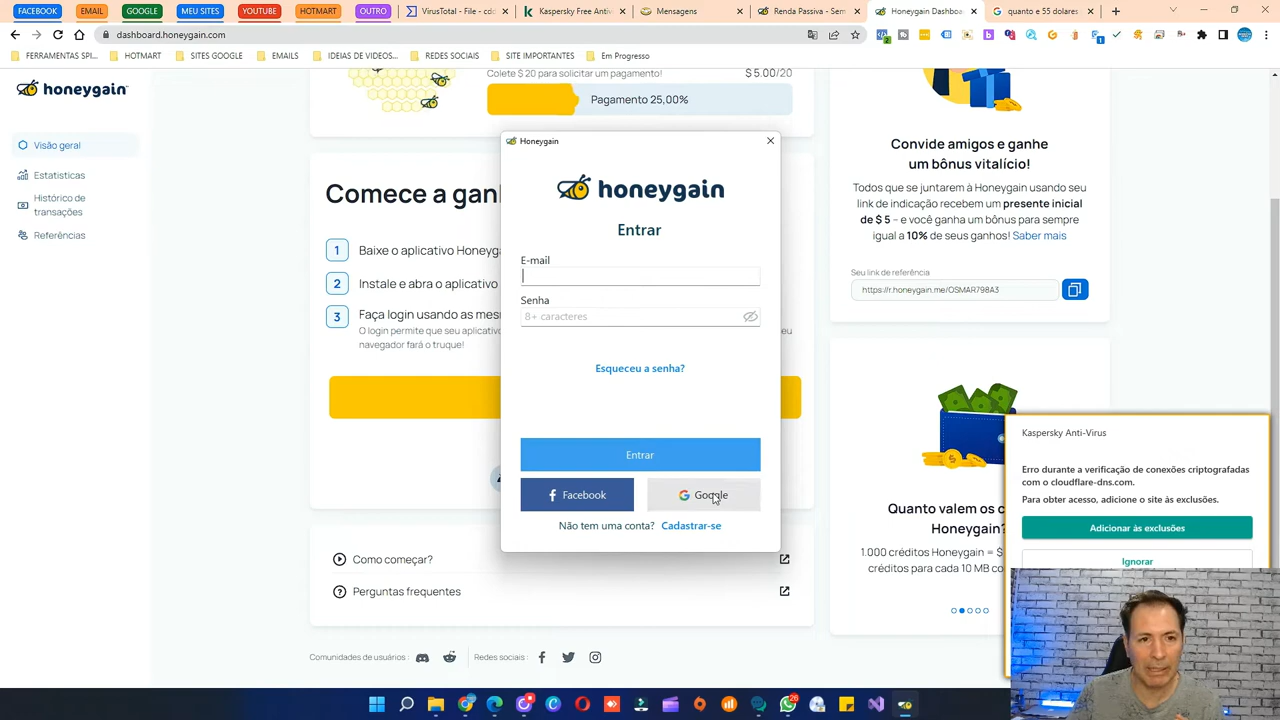 FACEBOOK
EMAIL
GOOGLE
MEU SITES
YOUTUBE
HOTMART
OUTRO
VirusTotal - File - cdd
Kaspersky Free Antiviru
Mensagens
Renda Passiva - Segu
Honeygain Dashboa
quanto e 55 dolares
dashboard.honeygain.com
FERRAMENTAS SPI...
HOTMART
SITES GOOGLE
EMAILS
IDEIAS DE VIDEOS...
REDES SOCIAIS
SITE IMPORTANTES
Em Progresso
honeygain
Visão geral
Estatisticas
Histórico de
transações
Referências
Colete $ 20 para solicitar um pagamento!
$ 5.00/20
Pagamento 25,00%
Comece a gan
1
Baixe o aplicativo Honeyg
2
Instale e abra o aplicativo
3
Faça login usando as mes
O login permite que seu aplicativo
navegador fará o truque!
eu
Como começar?
Perguntas frequentes
Comunidades de usuários :
Redes sociais :
Honeygain
honeygain
Entrar
E-mail
Senha
8+ caracteres
Esqueceu a senha?
Entrar
Facebook
Google
Não tem uma conta? Cadastrar-se
Convide amigos e ganhe
um bônus vitalício!
Todos que se juntarem à Honeygain usando seu
link de indicação recebem um presente inicial
de $ 5 – e você ganha um bônus para sempre
igual a 10% de seus ganhos! Saber mais
Seu link de referência
https://r.honeygain.me/OSMAR798A3
Quanto valem os c
Honeygain?
1.000 créditos Honeygain = $
créditos para cada 10 MB co
Kaspersky Anti-Virus
Erro durante a verificação de conexões criptografadas
com o cloudflare-dns.com.
Para obter acesso, adicione o site às exclusões.
Adicionar às exclusões
Ignorar
26